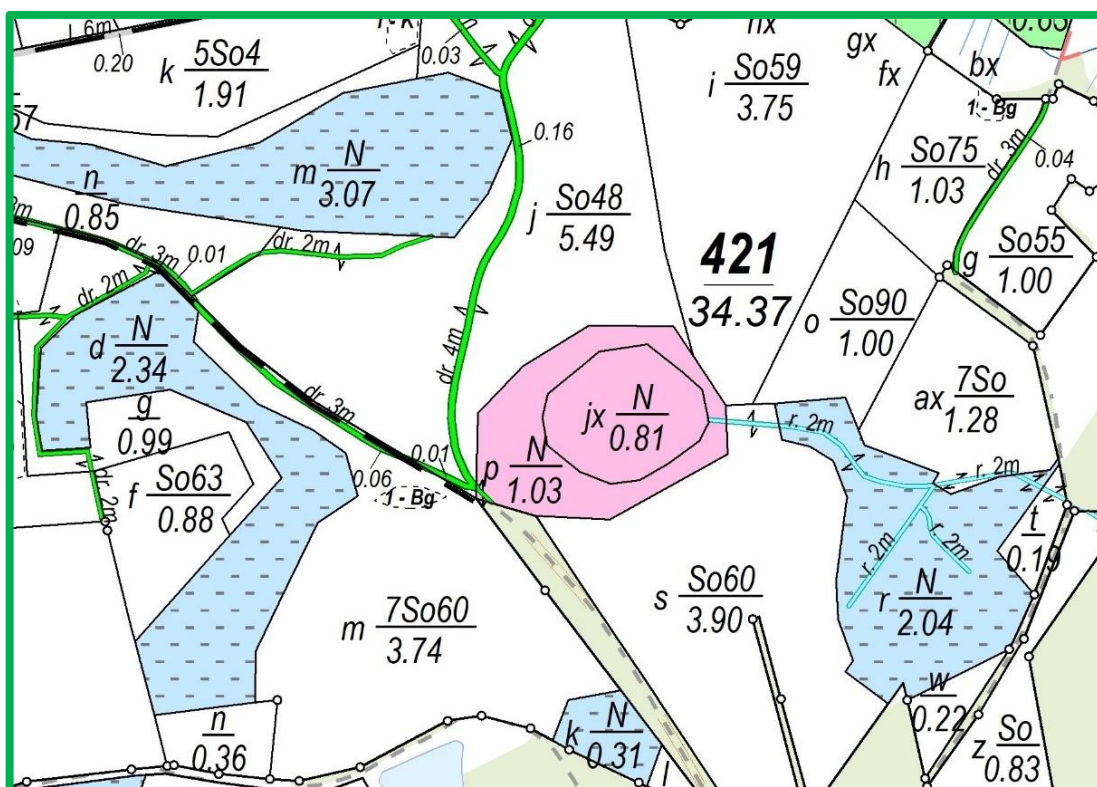 1.6m
0.20
k 5So4
1.91
0.03
57
i So59
3.75
gx
fx
bx
1 - Bg
0.16
m N
3.07
n
0.85
h So75
1.03
dr. 3m
0.04
j So48
5.49
421
34.37
g So55
1.00
.09
dr. 3m
0.01
dr. 2m
dr. 2m
d N
2.34
dr. 4m
o So90
1.00
g
0.99
dr. 3m
jx N
0.81
ax 7So
1.28
r. 2m
f So63
0.88
dr. 2m
0.06
0.01
1 - Bg
p N
1.03
r. 2m
r. 2m
r. 2m
t
0.19
m 7So60
3.74
s So60
3.90
r N
2.04
n
0.36
k N
0.31
l
w
0.22
z So
0.83